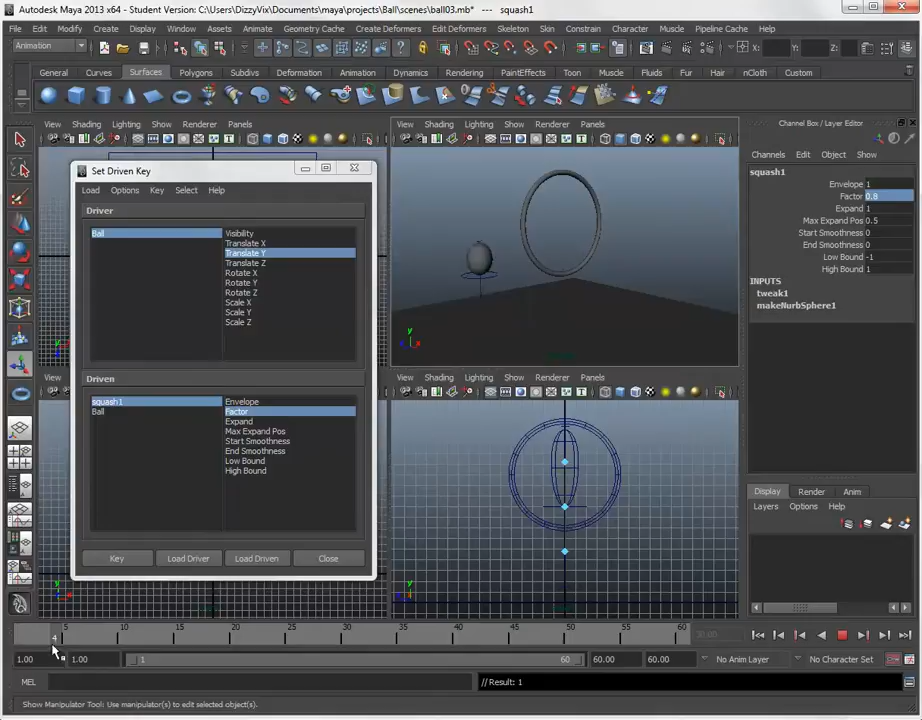 Autodesk Maya 2013 x64 - Student Version: C:\Users\DizzyVix\Documents\maya\projects\Ball\scenes\ball03.mb* --- squash1
File Edit Modify Create Display Window Assets Animate Geometry Cache Create Deformers Edit Deformers Skeleton Skin Constraint Character Muscle Pipeline Cache Help
Animation X: Y: Z:
General Curves Surfaces Polygons Subdivs Deformation Animation Dynamics Rendering PaintEffects Toon Muscle Fluids Fur Hair nCloth Custom
View Shading Lighting Show Renderer Panels
View Shading Lighting Show Renderer Panels
Channel Box / Layer Editor
Channels Edit Object Show
squash1
Envelope 1
Factor 0.8
Expand 1
Max Expand Pos 0.5
Start Smoothness 0
End Smoothness 0
Low Bound -1
High Bound 1
INPUTS
tweak1
makeNurbSphere1
Set Driven Key
Load Options Key Select Help
Driver
Ball
Visibility
Translate X
Translate Y
Translate Z
Rotate X
Rotate Y
Rotate Z
Scale X
Scale Y
Scale Z
Driven
squash1
Ball
Envelope
Factor
Expand
Max Expand Pos
Start Smoothness
End Smoothness
Low Bound
High Bound
Key Load Driver Load Driven Close
y
x
View
View Shading Lighting Show Renderer Panels
y
Display Render Anim
Layers Options Help
4 5 10 15 20 25 30 35 40 45 50 55 60
1.00 1.00 1 60 60.00 60.00 No Anim Layer No Character Set
MEL // Result: 1
Show Manipulator Tool: Use manipulator(s) to edit selected object(s).